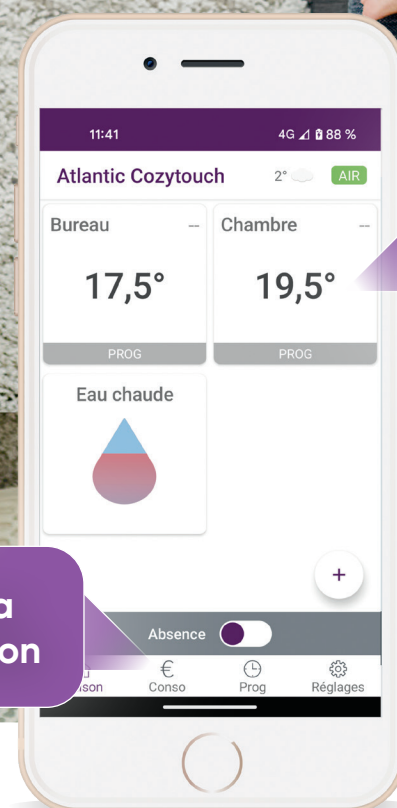 11:41 4G 88 %
Atlantic Cozytouch 2° AIR
Bureau -- Chambre --
17,5° 19,5°
PROG PROG
Eau chaude
+
a
on
Absence
€
ison Conso Prog Réglages